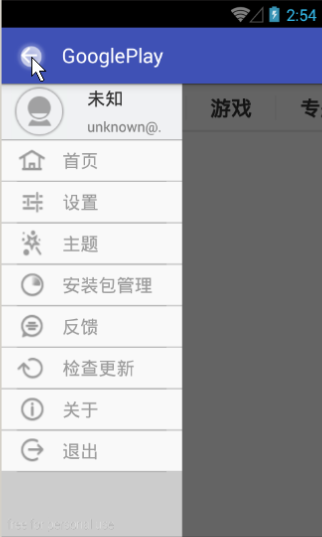 2:54
GooglePlay
未知
unknown@.
游戏
专
首页
设置
主题
安装包管理
反馈
检查更新
关于
退出